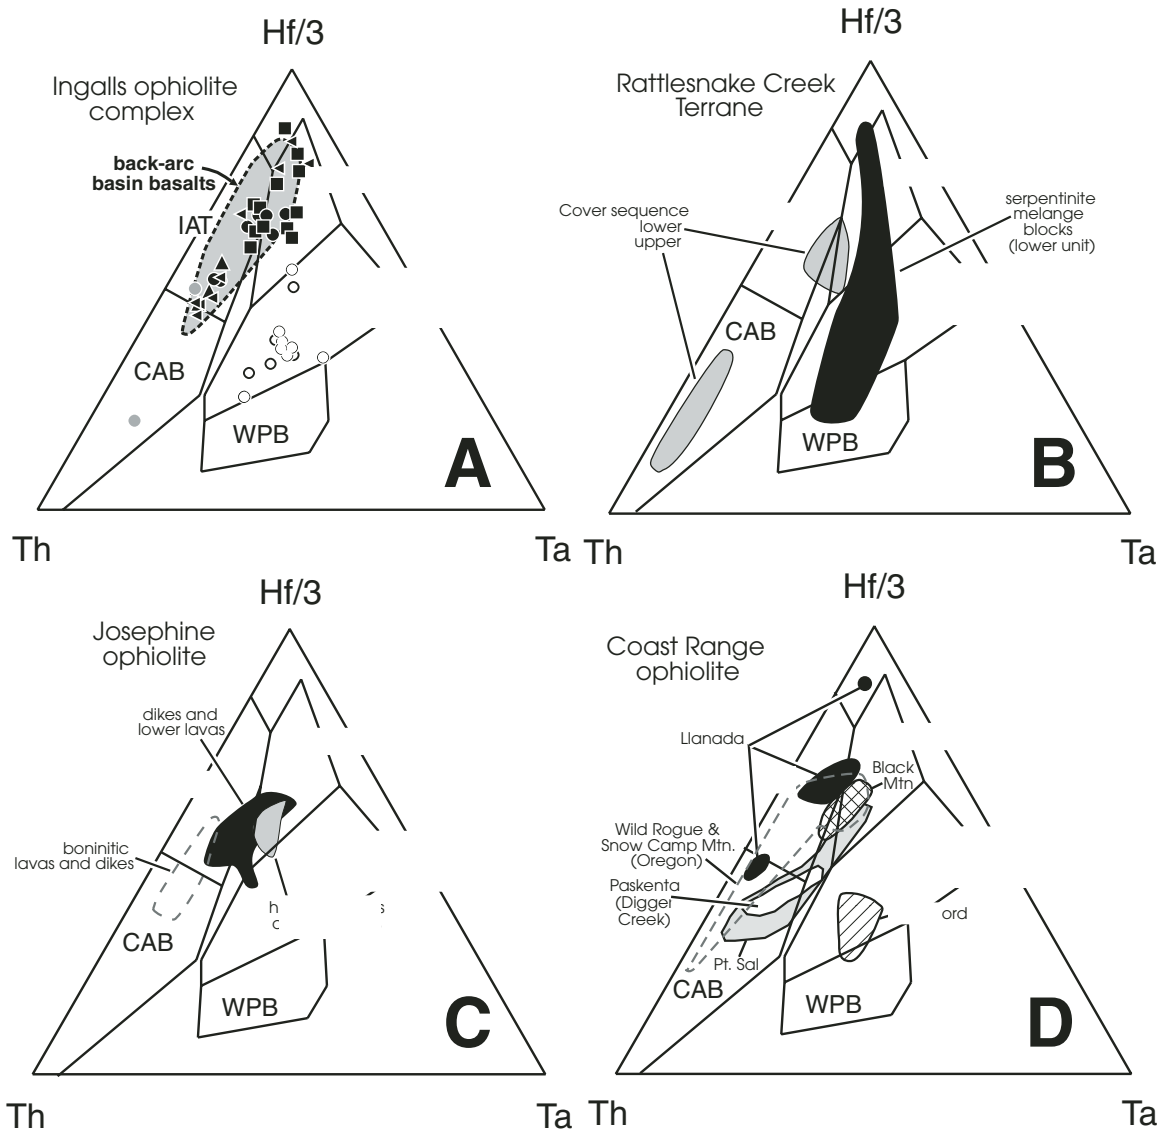 Hf/3
Ingalls ophiolite
complex
back-arc
basin basalts
IAT
CAB
WPB
A
Th
Ta
Hf/3
Rattlesnake Creek
Terrane
Cover sequence
lower
upper
serpentinite
melange
blocks
(lower unit)
CAB
WPB
B
Th
Ta
Hf/3
Josephine
ophiolite
dikes and
lower lavas
boninitic
lavas and dikes
CAB
WPB
C
Th
Ta
Hf/3
Coast Range
ophiolite
Llanada
Black
Mtn
Wild Rogue &
Snow Camp Mtn.
(Oregon)
Paskenta
(Digger
Creek)
ord
Pt. Sal
CAB
WPB
D
Th
Ta